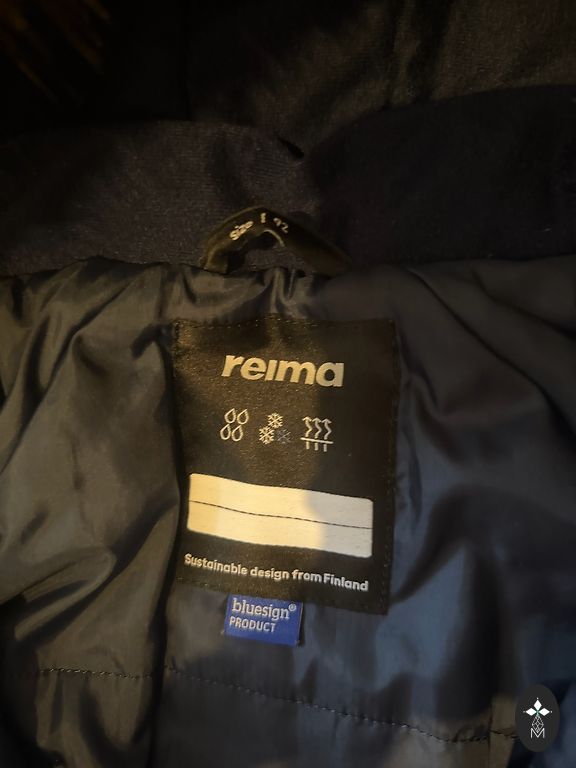 Size
reima
Sustainable design from Finland
bluesign®
PRODUCT